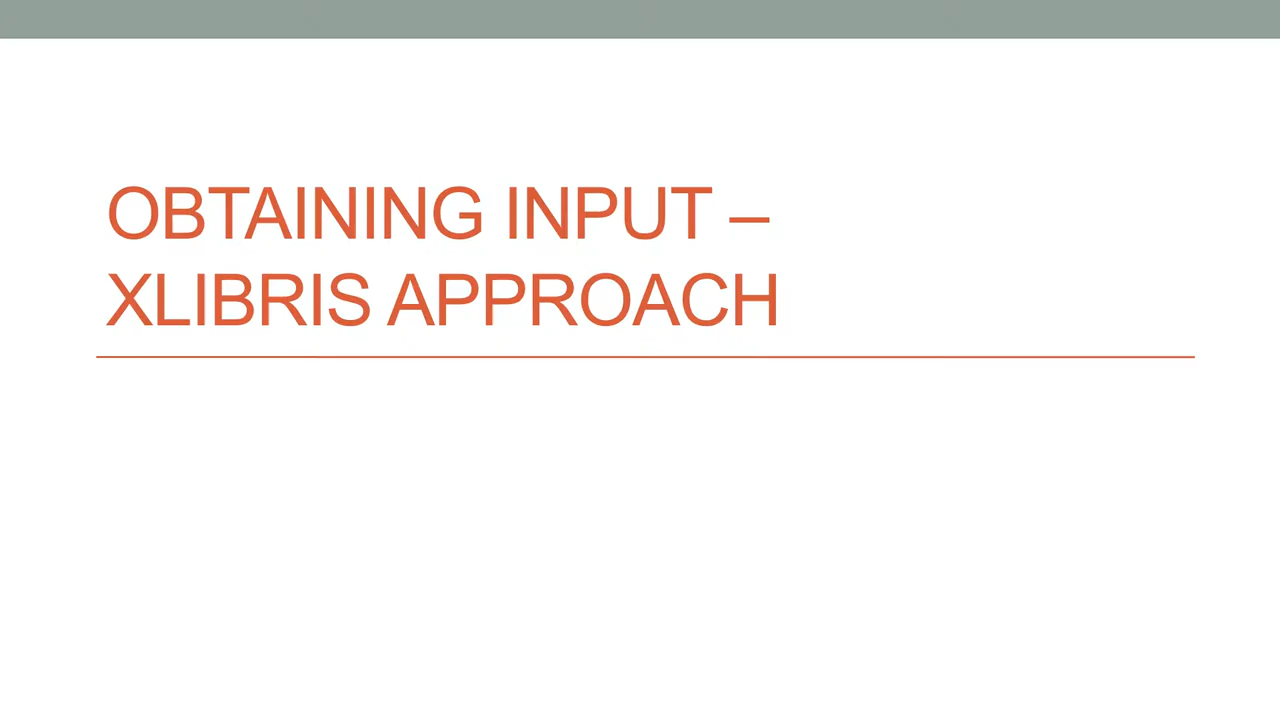 OBTAINING INPUT –
XLIBRIS APPROACH